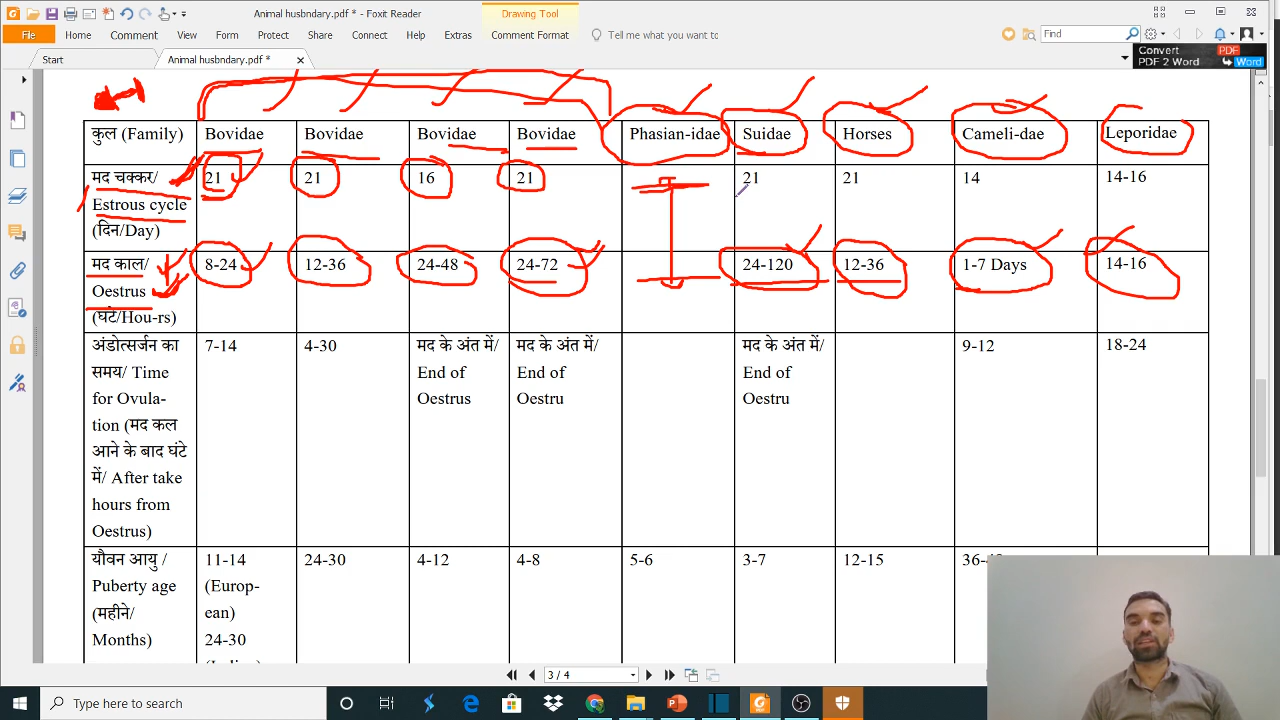 Animal husbndary.pdf * - Foxit Reader
Drawing Tool
File Home Comment View Form Protect Share Connect Help Extras Comment Format Tell me what you want to Find
Start Animal husbndary.pdf *
Convert PDF
PDF 2 Word Word
कुल (Family) Bovidae Bovidae Bovidae Bovidae Phasian-idae Suidae Horses Cameli-dae Leporidae
मद चक्कर/ 21 21 16 21 21 21 14 14-16
Estrous cycle
(दिन/Day)
मद काल/ 8-24 12-36 24-48 24-72 24-120 12-36 1-7 Days 14-16
Oestrus
(घंटे/Hou-rs)
अंडोत्सर्जन का 7-14 4-30 मद के अंत में/ मद के अंत में/ मद के अंत में/ 9-12 18-24
समय/ Time End of End of End of
for Ovula- Oestrus Oestru Oestru
tion (मद कल
आने के बाद घंटे
में/ After take
hours from
Oestrus)
यौवन आयु / 11-14 24-30 4-12 4-8 5-6 3-7 12-15
Puberty age (Europ-
(महीने/ ean)
Months) 24-30
3 / 4
Type here to search